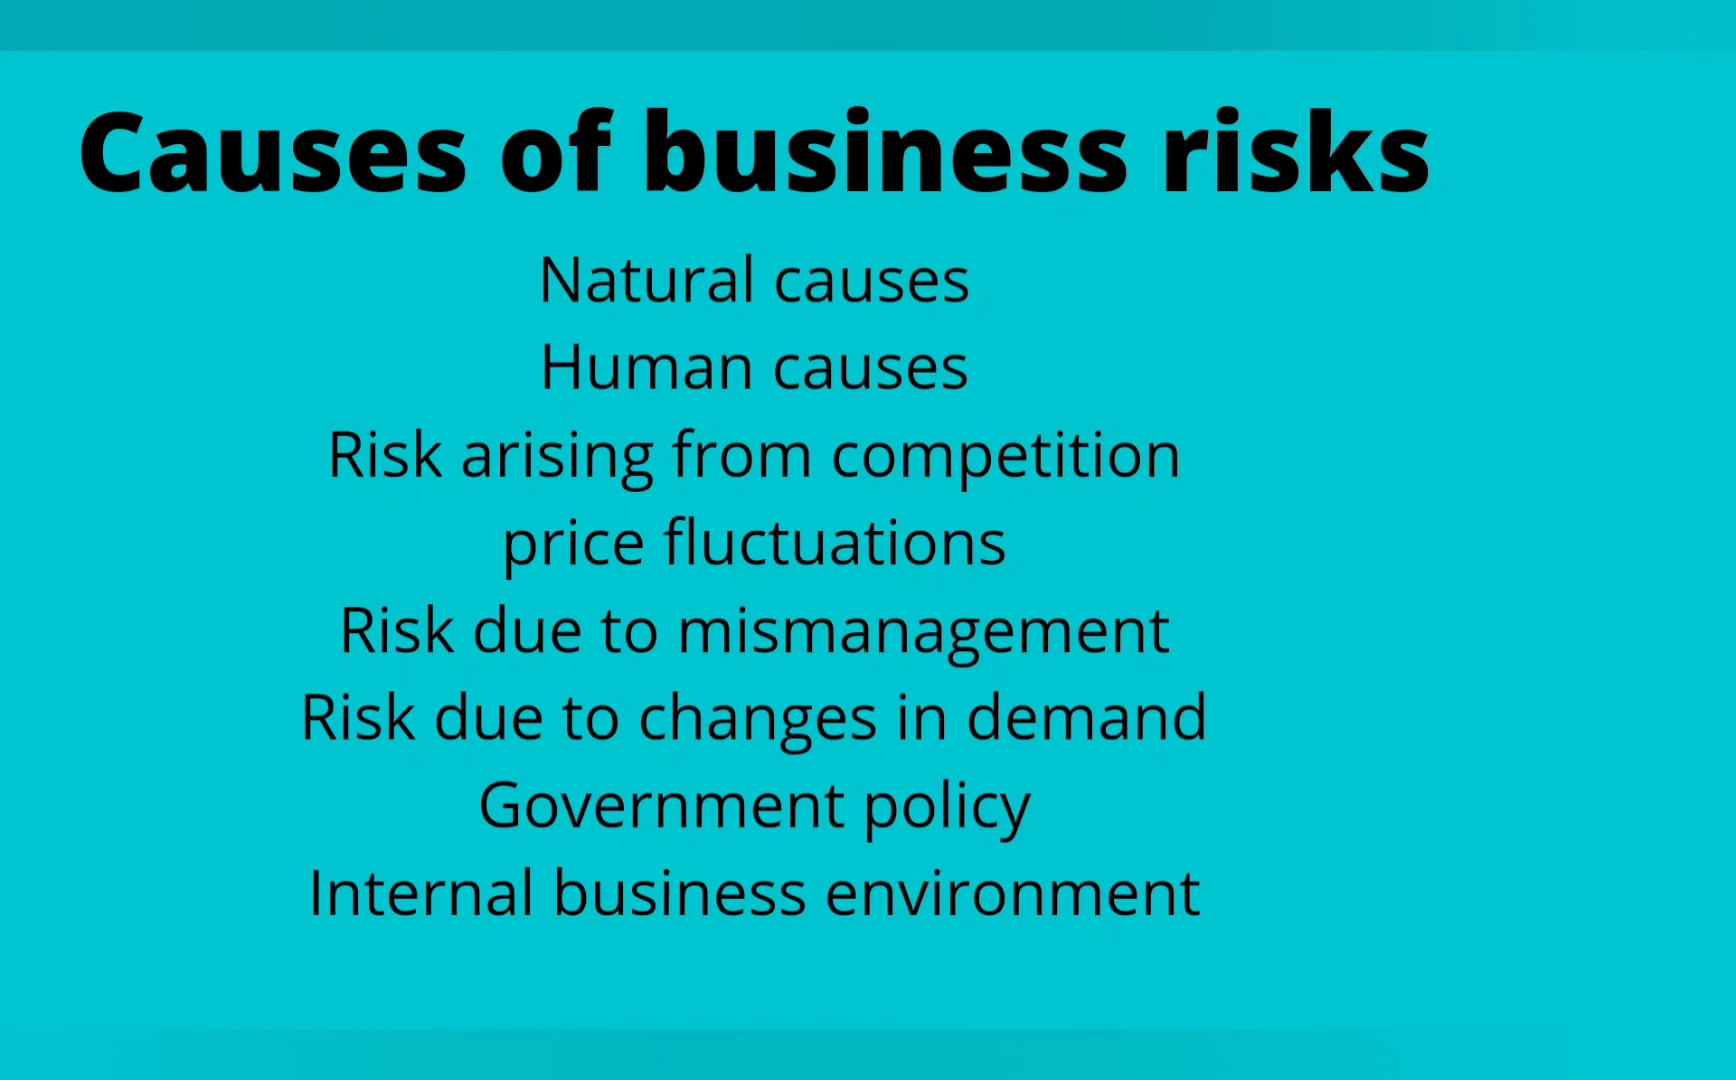 Causes of business risks
Natural causes
Human causes
Risk arising from competition
price fluctuations
Risk due to mismanagement
Risk due to changes in demand
Government policy
Internal business environment